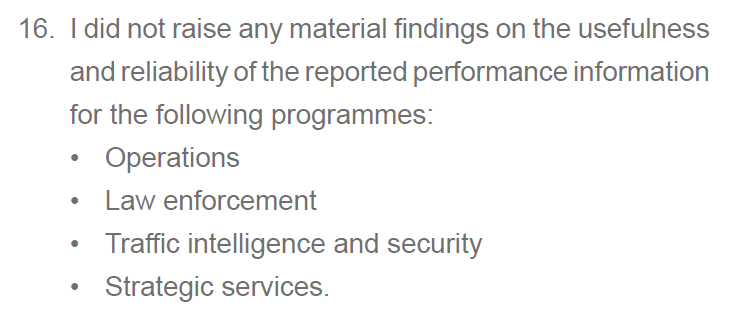 16. I did not raise any material findings on the usefulness
and reliability of the reported performance information
for the following programmes:
• Operations
• Law enforcement
• Traffic intelligence and security
• Strategic services.